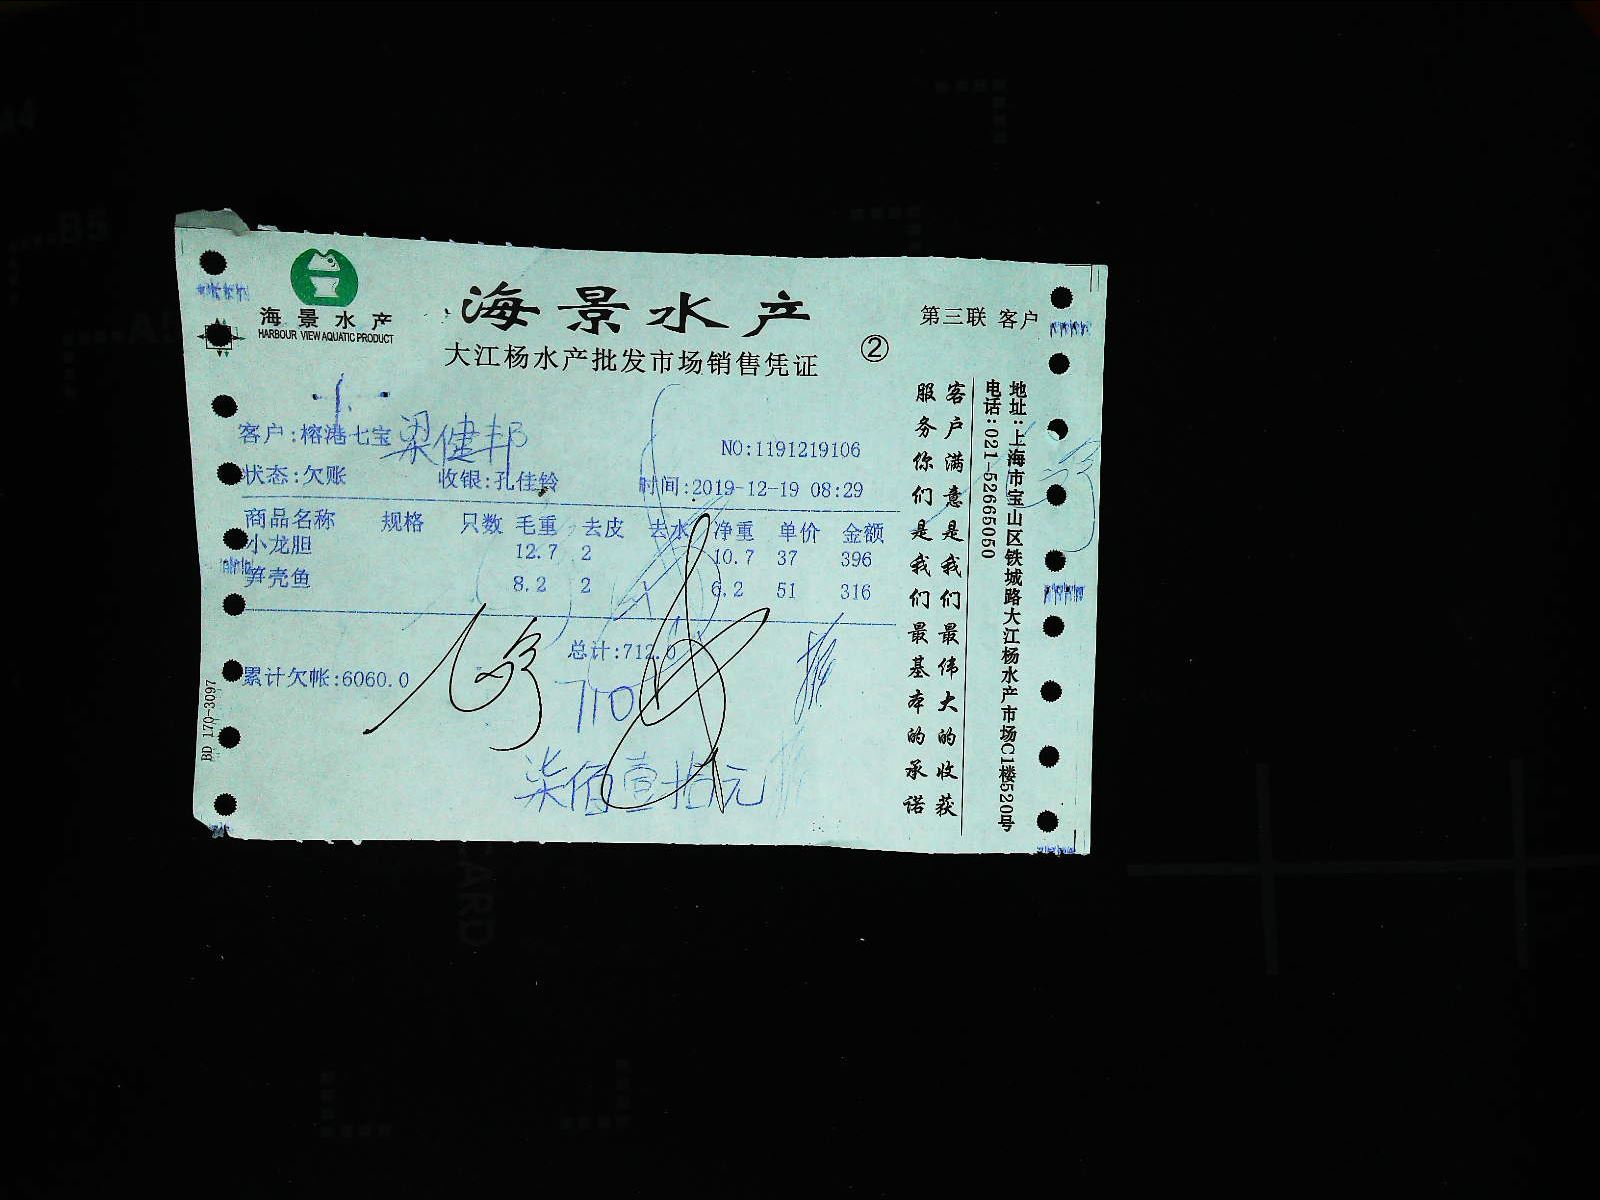 海景水产
HARBOUR VIEW AQUATIC PRODUCT
海景水产
大江杨水产批发市场销售凭证
②
第三联 客户
客户:榕港七宝 梁健邦
NO:1191219106
状态:欠账 收银:孔佳铃 时间:2019-12-19 08:29
商品名称 规格 只数 毛重 去皮 去水 净重 单价 金额
小龙胆 12.7 2 10.7 37 396
笋壳鱼 8.2 2 6.2 51 316
总计:712.0
累计欠帐:6060.0
710
柒佰壹拾元
客户满意是我们最伟大的收获
服务你们是我们最基本的承诺
地址:上海市宝山区铁城路大江杨水产市场C1楼520号
电话:021-52665050
BD 170-3097
B5
CARD